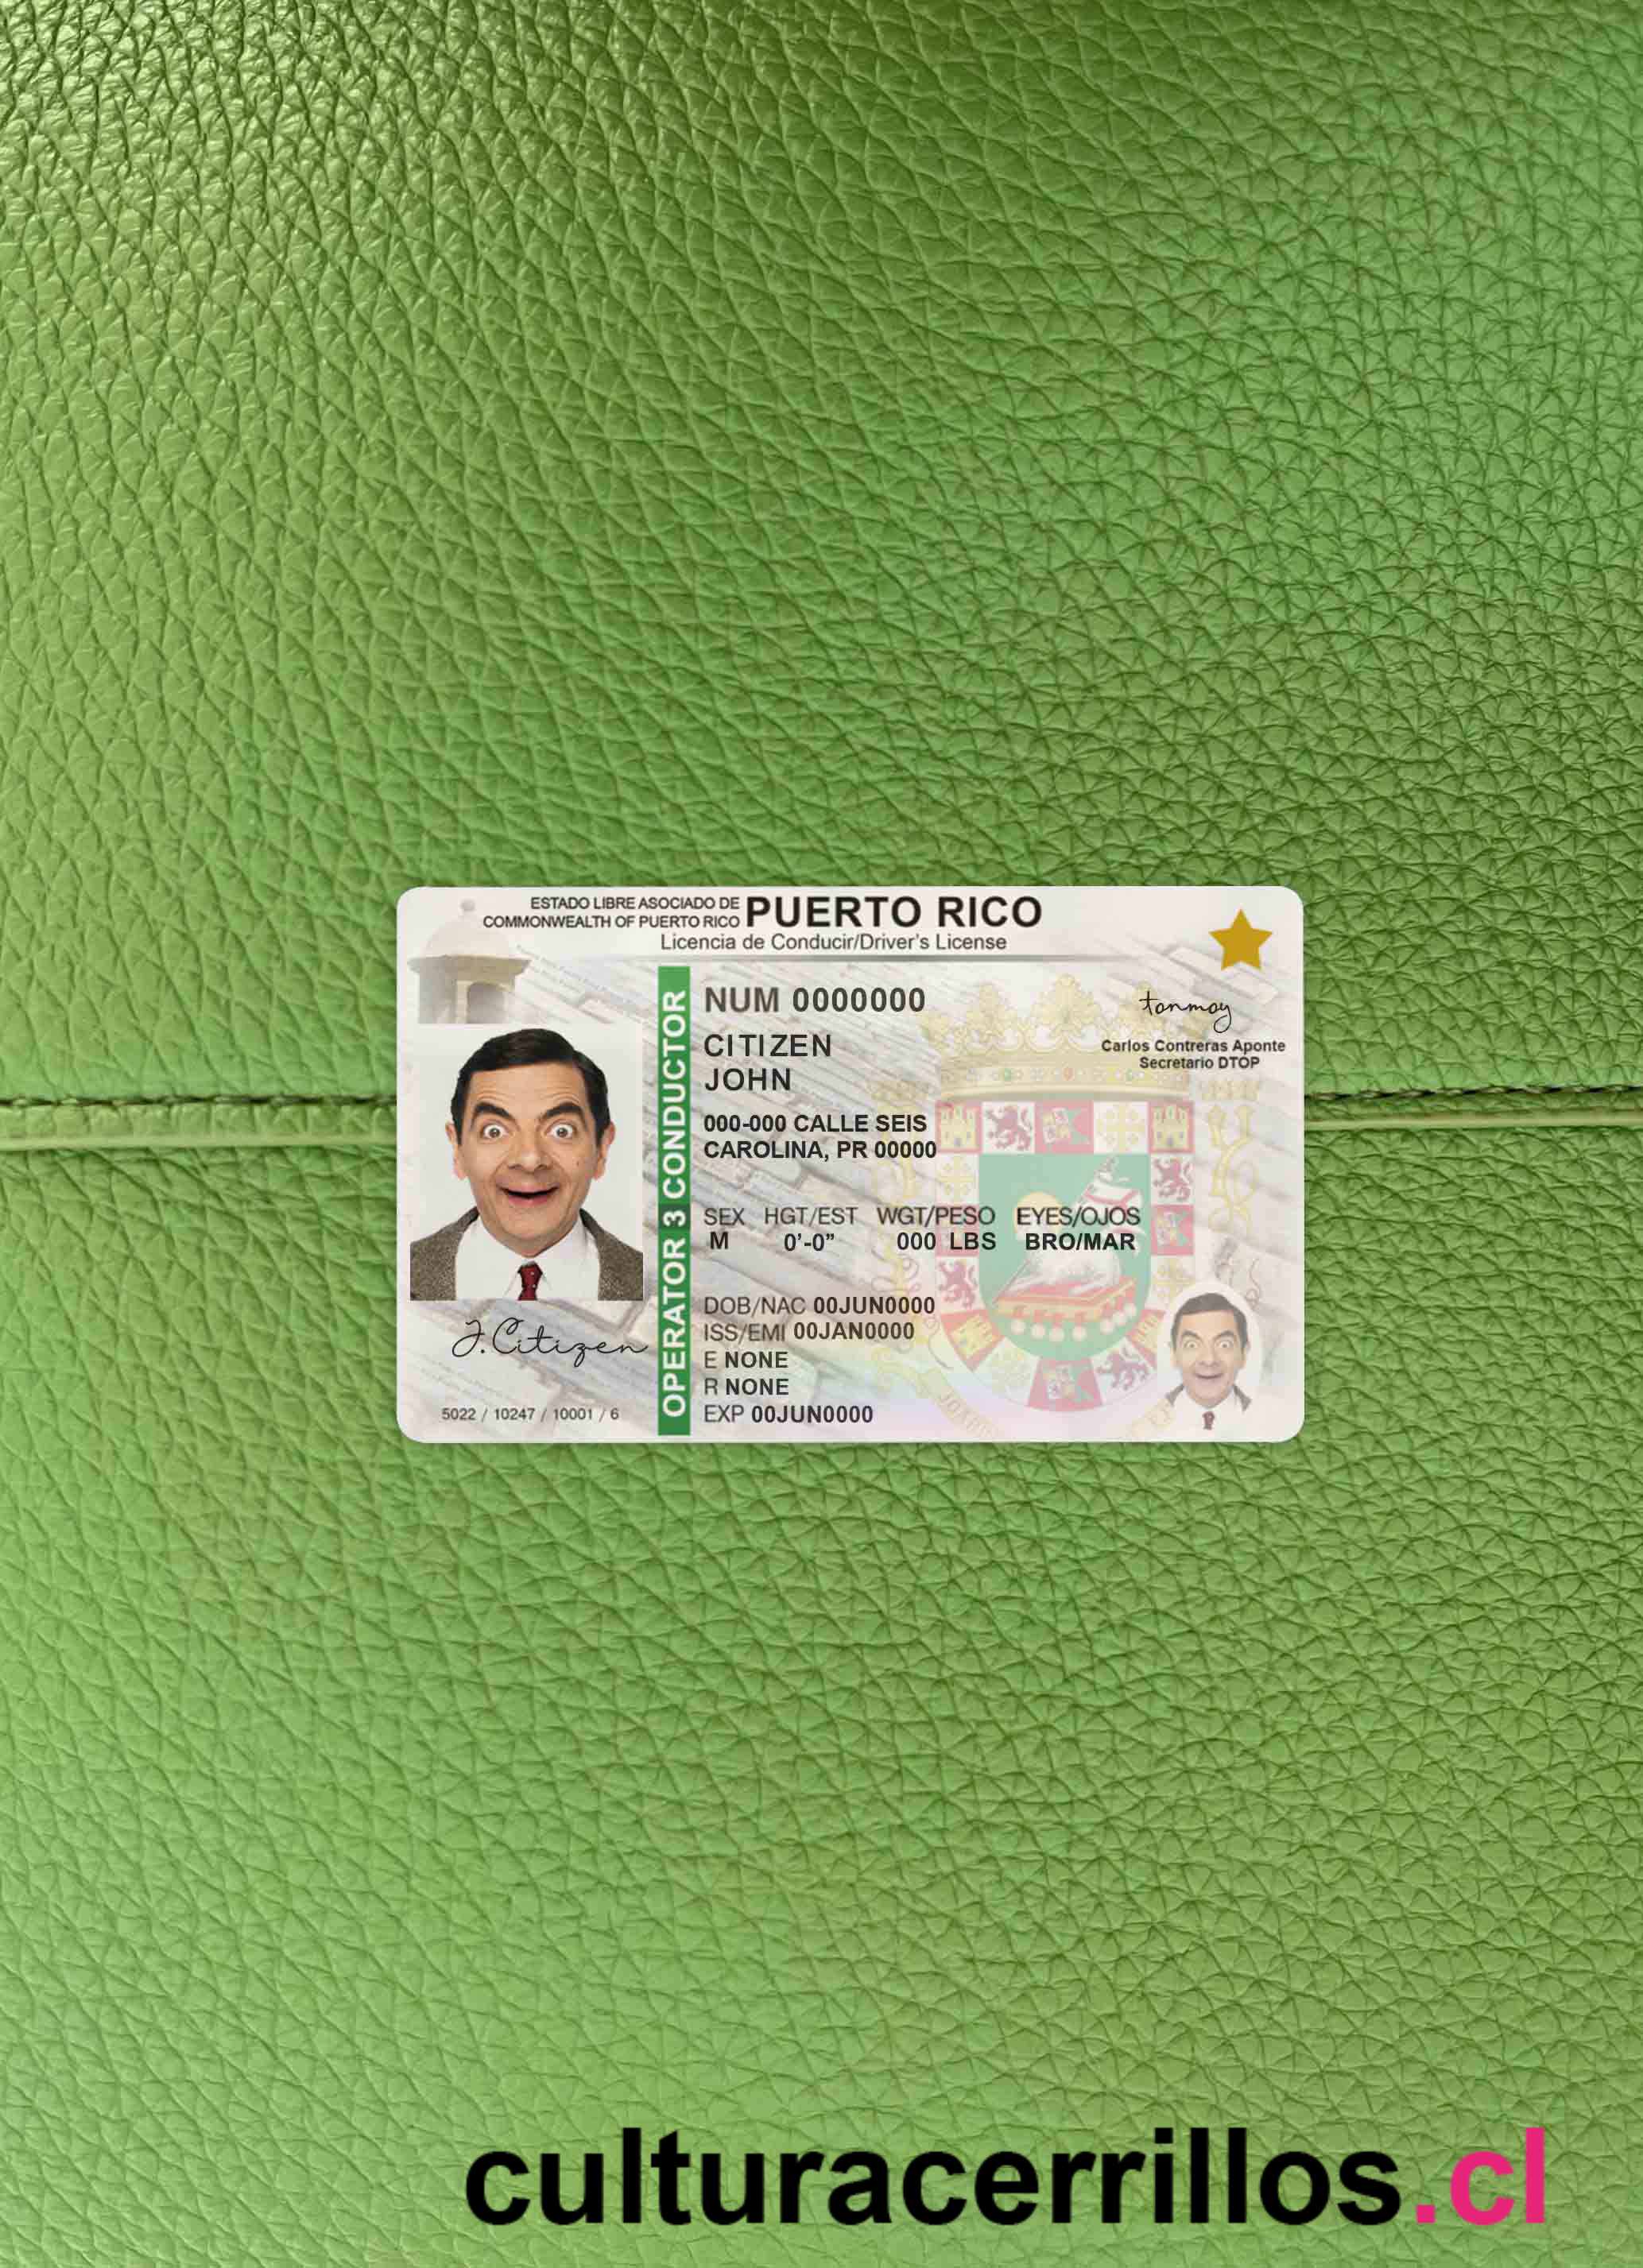 ESTADO LIBRE ASOCIADO DE
COMMONWEALTH OF PUERTO RICO
PUERTO RICO
Licencia de Conducir/Driver's License
OPERATOR 3 CONDUCTOR
NUM 0000000
CITIZEN
JOHN
000-000 CALLE SEIS
CAROLINA, PR 00000
tanmoy
Carlos Contreras Aponte
Secretario DTOP
SEX HGT/EST WGT/PESO EYES/OJOS
M 0'-0” 000 LBS BRO/MAR
DOB/NAC 00JUN0000
ISS/EMI 00JAN0000
E NONE
R NONE
EXP 00JUN0000
J.Citizen
5022 / 10247 / 10001 / 6
culturacerrillos.cl